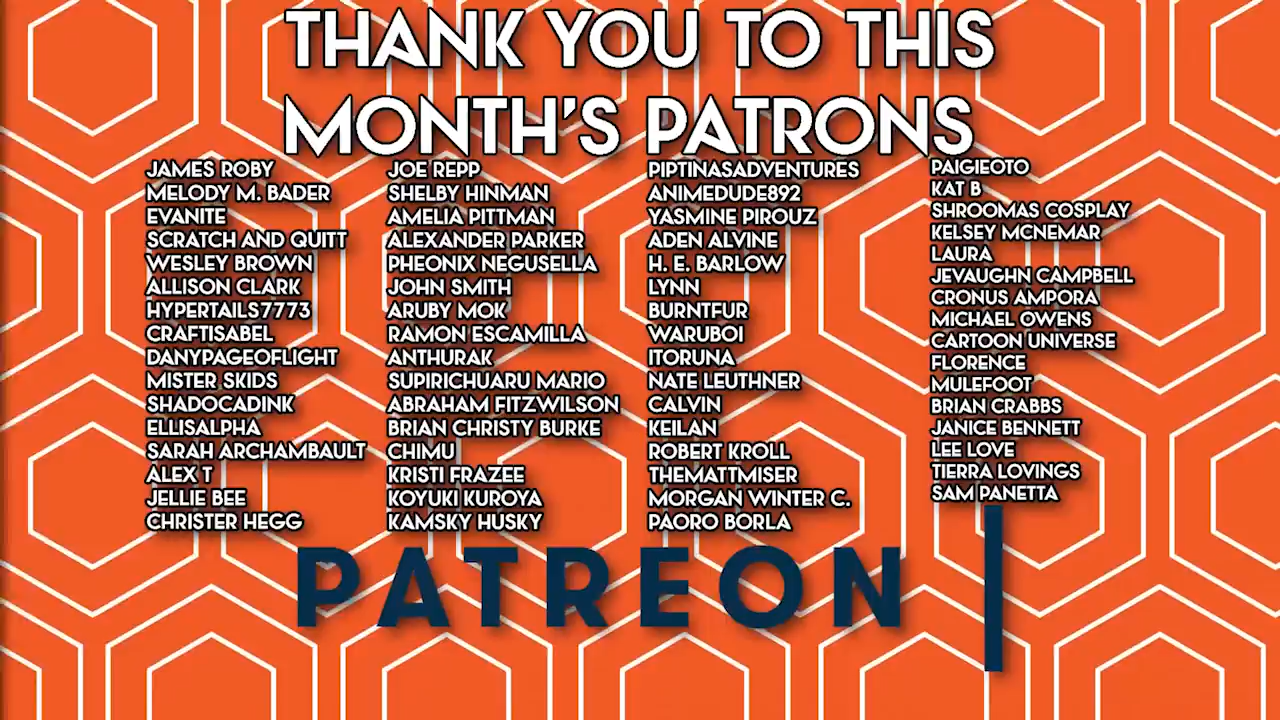 THANK YOU TO THIS
MONTH'S PATRONS
JAMES ROBY
MELODY M. BADER
EVANITE
SCRATCH AND QUITT
WESLEY BROWN
ALLISON CLARK
HYPERTAILS7773
CRAFTISABEL
DANYPAGEOFLIGHT
MISTER SKIDS
SHADOCADINK
ELLISALPHA
SARAH ARCHAMBAULT
ALEX T
JELLIE BEE
CHRISTER HEGG
JOE REPP
SHELBY HINMAN
AMELIA PITTMAN
ALEXANDER PARKER
PHEONIX NEGUSELLA
JOHN SMITH
ARUBY MOK
RAMON ESCAMILLA
ANTHURAK
SUPIRICHUARU MARIO
ABRAHAM FITZWILSON
BRIAN CHRISTY BURKE
CHIMU
KRISTI FRAZEE
KOYUKI KUROYA
KAMSKY HUSKY
PIPTINASADVENTURES
ANIMEDUDE892
YASMINE PIROUZ
ADEN ALVINE
H. E. BARLOW
LYNN
BURNTFUR
WARUBOI
ITORUNA
NATE LEUTHNER
CALVIN
KEILAN
ROBERT KROLL
THEMATTMISER
MORGAN WINTER C.
PAORO BORLA
PAIGIEOTO
KAT B
SHROOMAS COSPLAY
KELSEY MCNEMAR
LAURA
JEVAUGHN CAMPBELL
CRONUS AMPORA
MICHAEL OWENS
CARTOON UNIVERSE
FLORENCE
MULEFOOT
BRIAN CRABBS
JANICE BENNETT
LEE LOVE
TIERRA LOVINGS
SAM PANETTA
PATREON